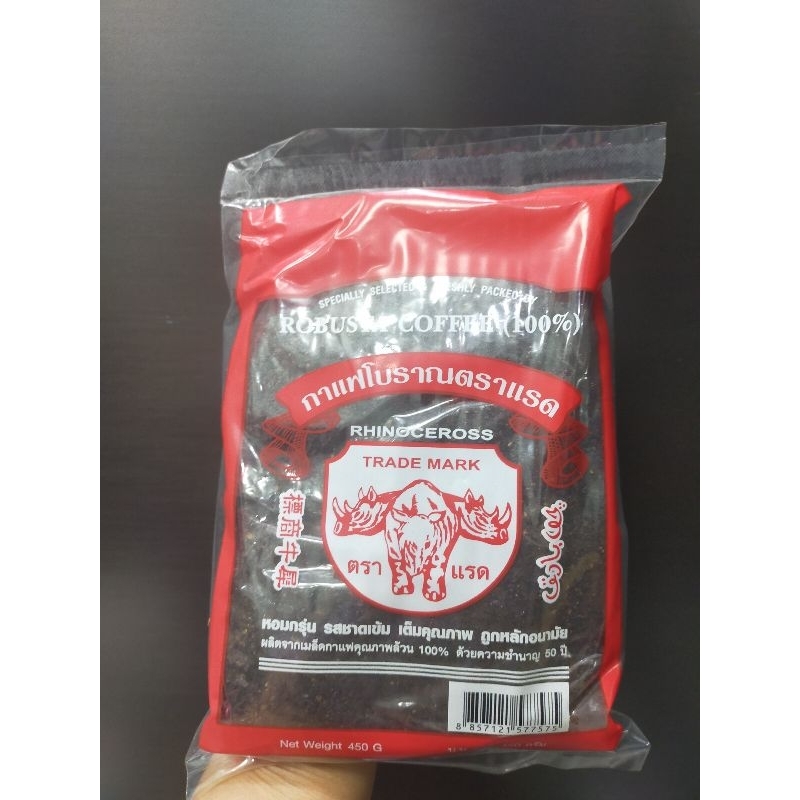 SPECIALLY SELECTED & FRESHLY PACKED BY
ROBUSTA COFFEE (100%)
กาแฟโบราณตราแรด
RHINOCEROSS
TRADE MARK
ตรา แรด
標商牛犀
หอมกรุ่น รสชาดเข้ม เต็มคุณภาพ ถูกหลักอนามัย
ผลิตจากเมล็ดกาแฟคุณภาพล้วน 100% ด้วยความชำนาญ 50 ปี
8 857121 577575
Net Weight 450 G